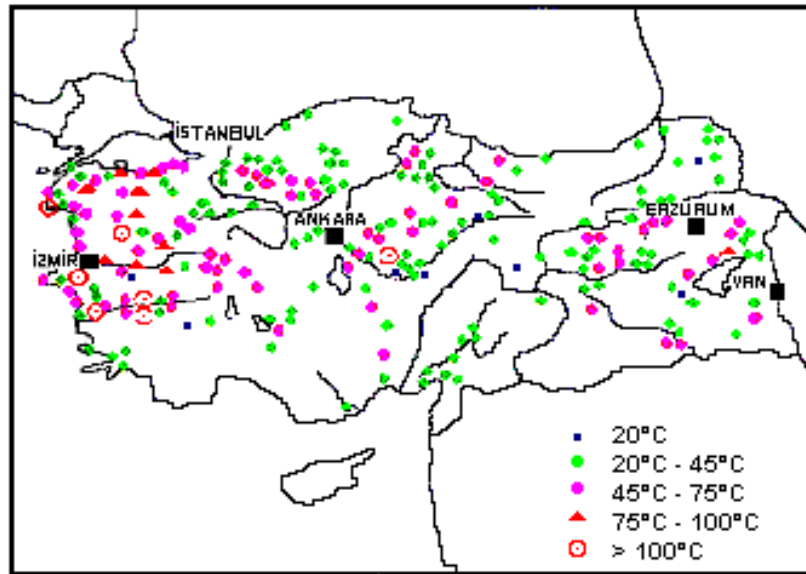 İSTANBUL
ANKARA
ERZURUM
İZMİR
VAN
20°C
20°C - 45°C
45°C - 75°C
75°C - 100°C
> 100°C